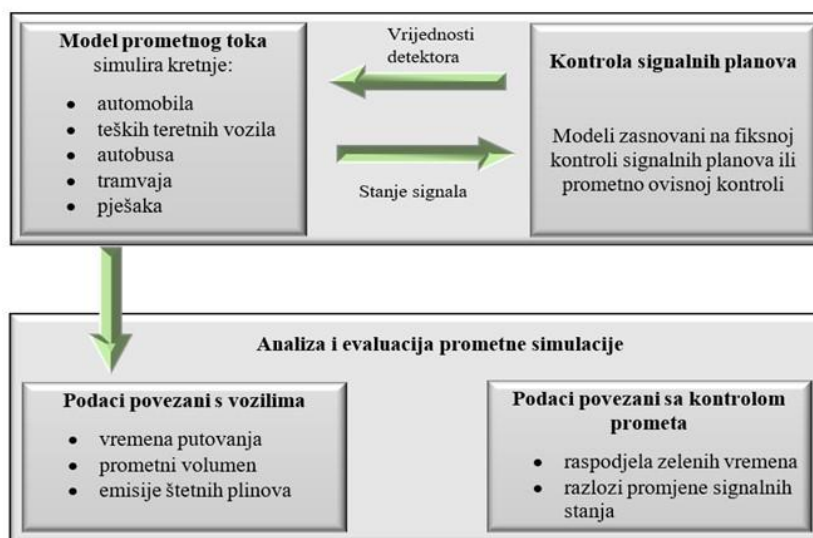 Model prometnog toka
simulira kretnje:
• automobila
• teških teretnih vozila
• autobusa
• tramvaja
• pješaka
Vrijednosti
detektora
Stanje signala
Kontrola signalnih planova
Modeli zasnovani na fiksnoj
kontroli signalnih planova ili
prometno ovisnoj kontroli
Analiza i evaluacija prometne simulacije
Podaci povezani s vozilima
• vremena putovanja
• prometni volumen
• emisije štetnih plinova
Podaci povezani sa kontrolom
prometa
• raspodjela zelenih vremena
• razlozi promjene signalnih
stanja